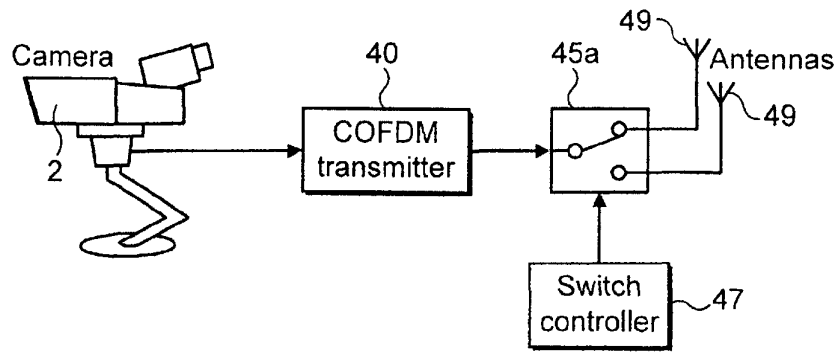 Camera
2
40
COFDM
transmitter
45a
49
Antennas
49
Switch
controller
47